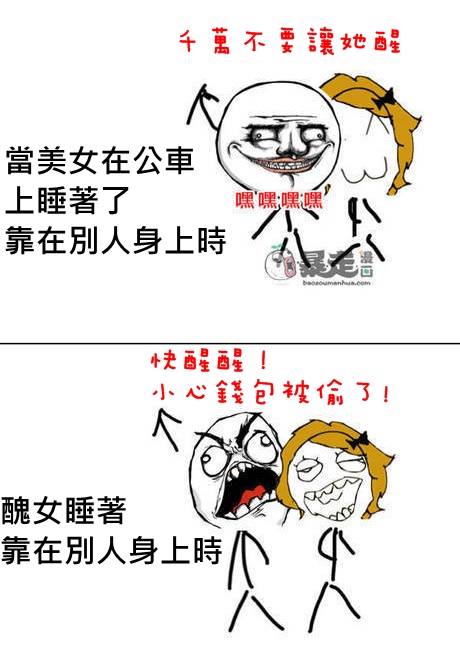 千萬不要讓她醒
當美女在公車
上睡著了
靠在別人身上時
嘿嘿嘿嘿
暴走漫画
baozoumanhua.com
快醒醒！
小心錢包被偷了!
醜女睡著
靠在別人身上時